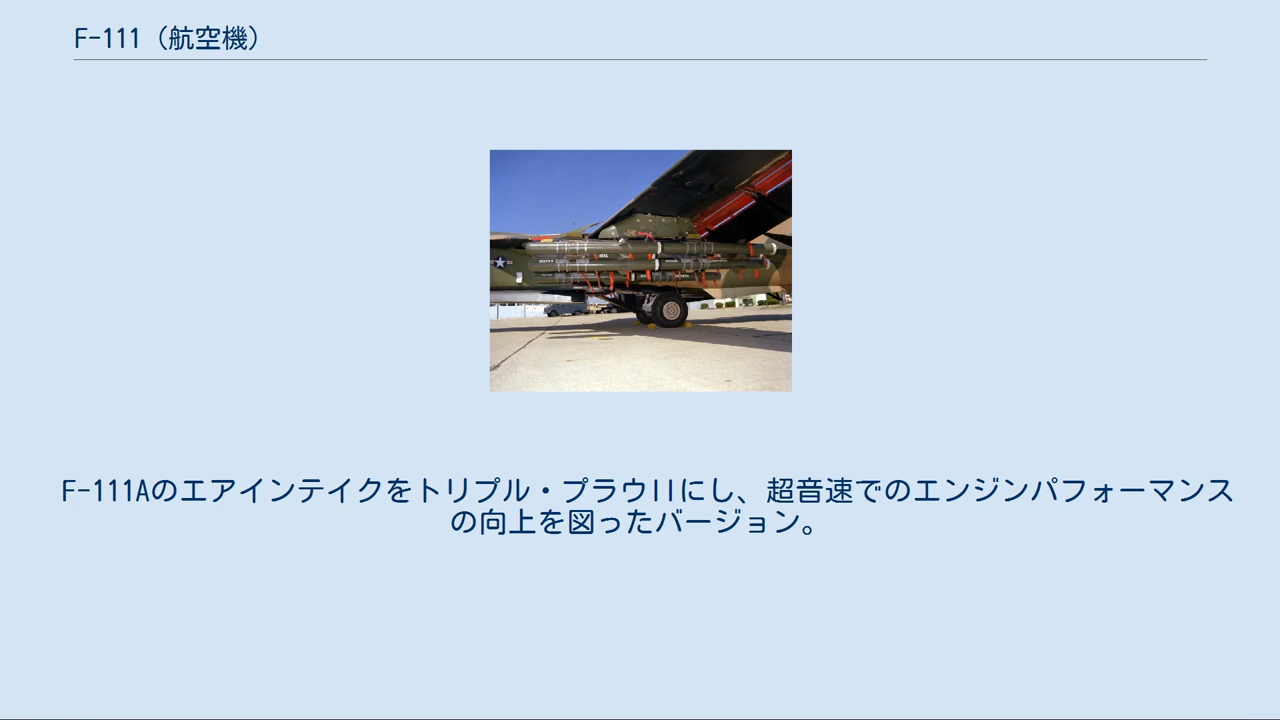 F-111（航空機）
F-111Aのエアインテイクをトリプル・プラウIIにし、超音速でのエンジンパフォーマンス
の向上を図ったバージョン。